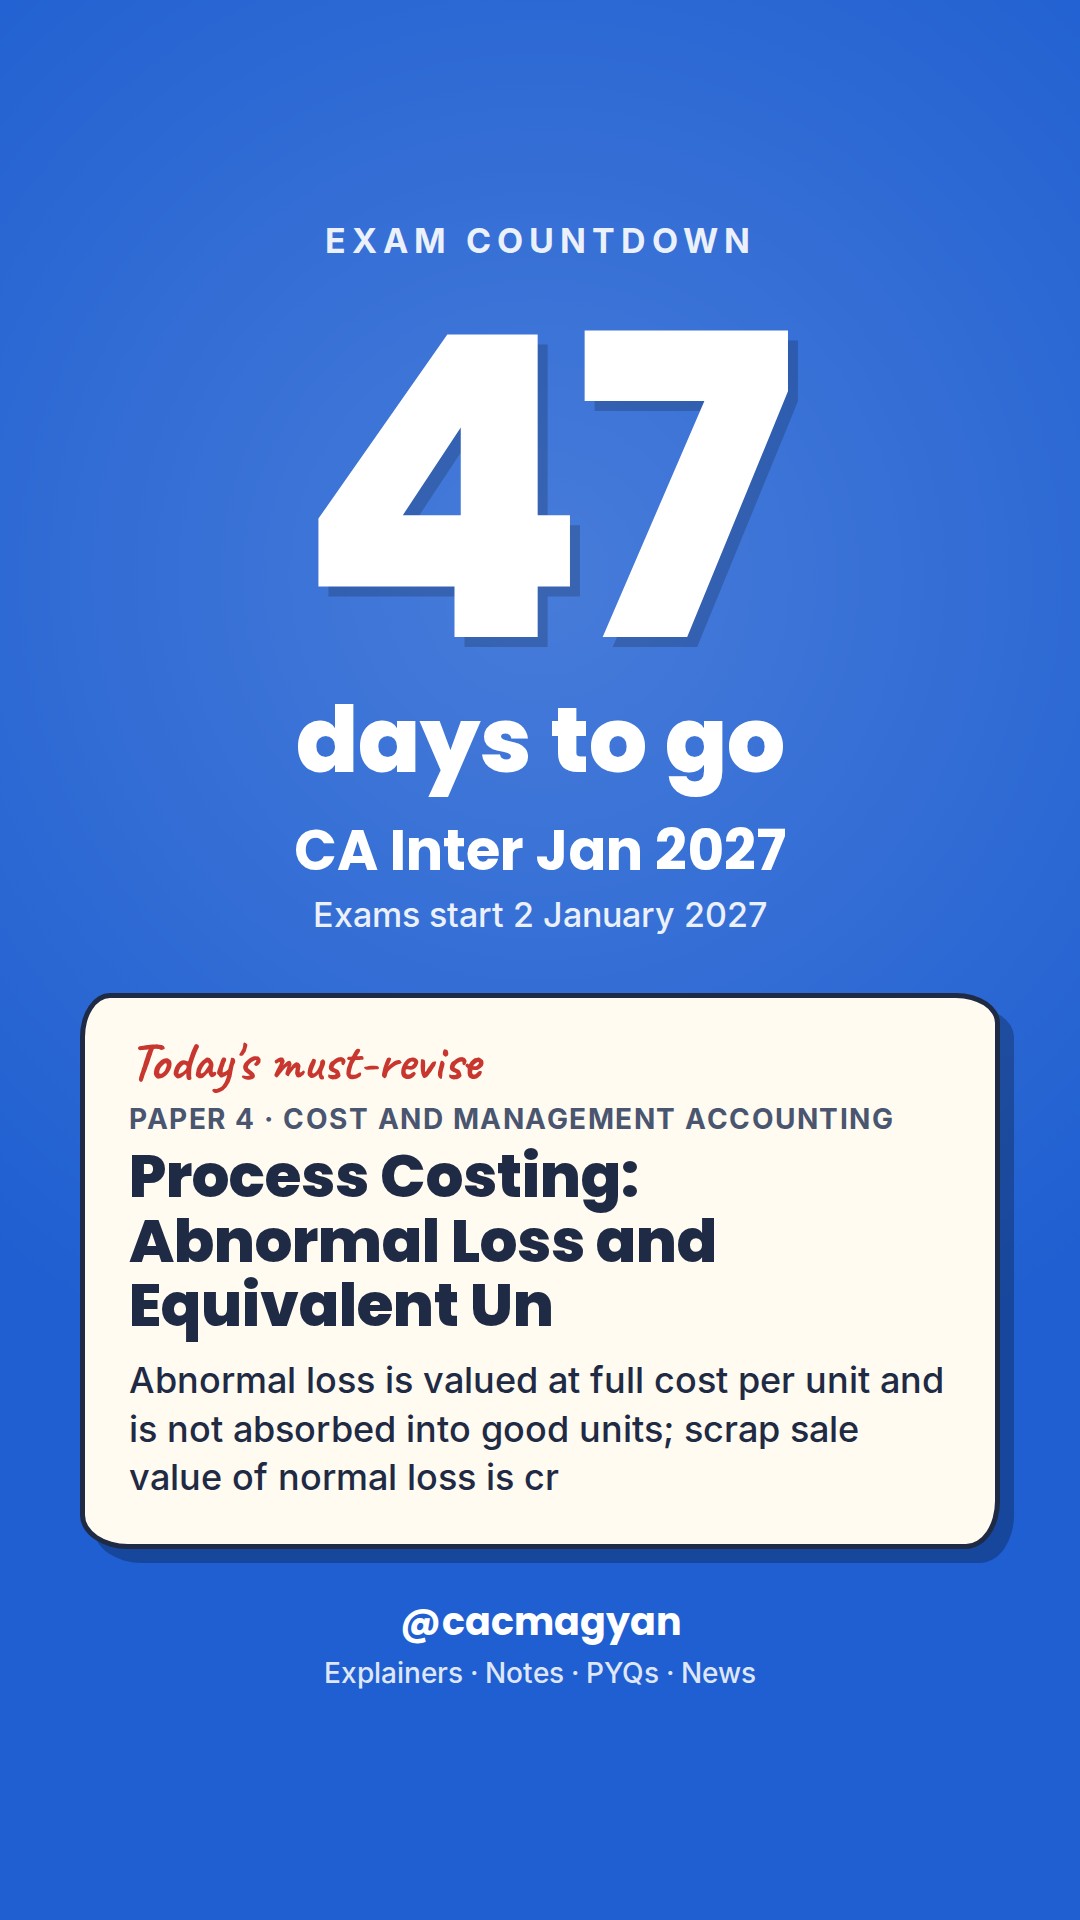 EXAM COUNTDOWN
47
days to go
CA Inter Jan 2027
Exams start 2 January 2027
Today's must-revise
PAPER 4 · COST AND MANAGEMENT ACCOUNTING
Process Costing:
Abnormal Loss and
Equivalent Un
Abnormal loss is valued at full cost per unit and
is not absorbed into good units; scrap sale
value of normal loss is cr
@cacmagyan
Explainers · Notes · PYQs · News